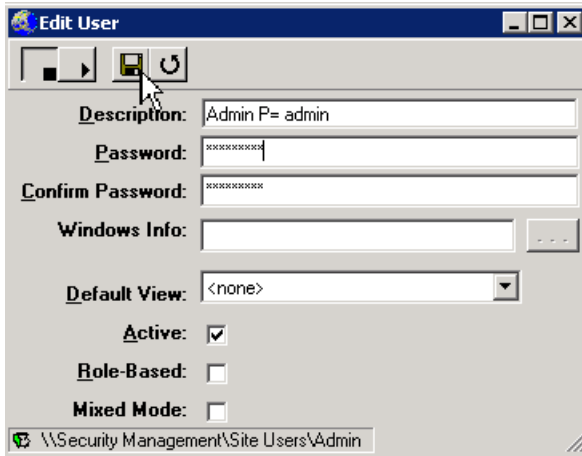 Edit User
Description: Admin P= admin
Password: *********
Confirm Password: *********
Windows Info: ...
Default View: <none>
Active:
Role-Based:
Mixed Mode:
\\Security Management\Site Users\Admin